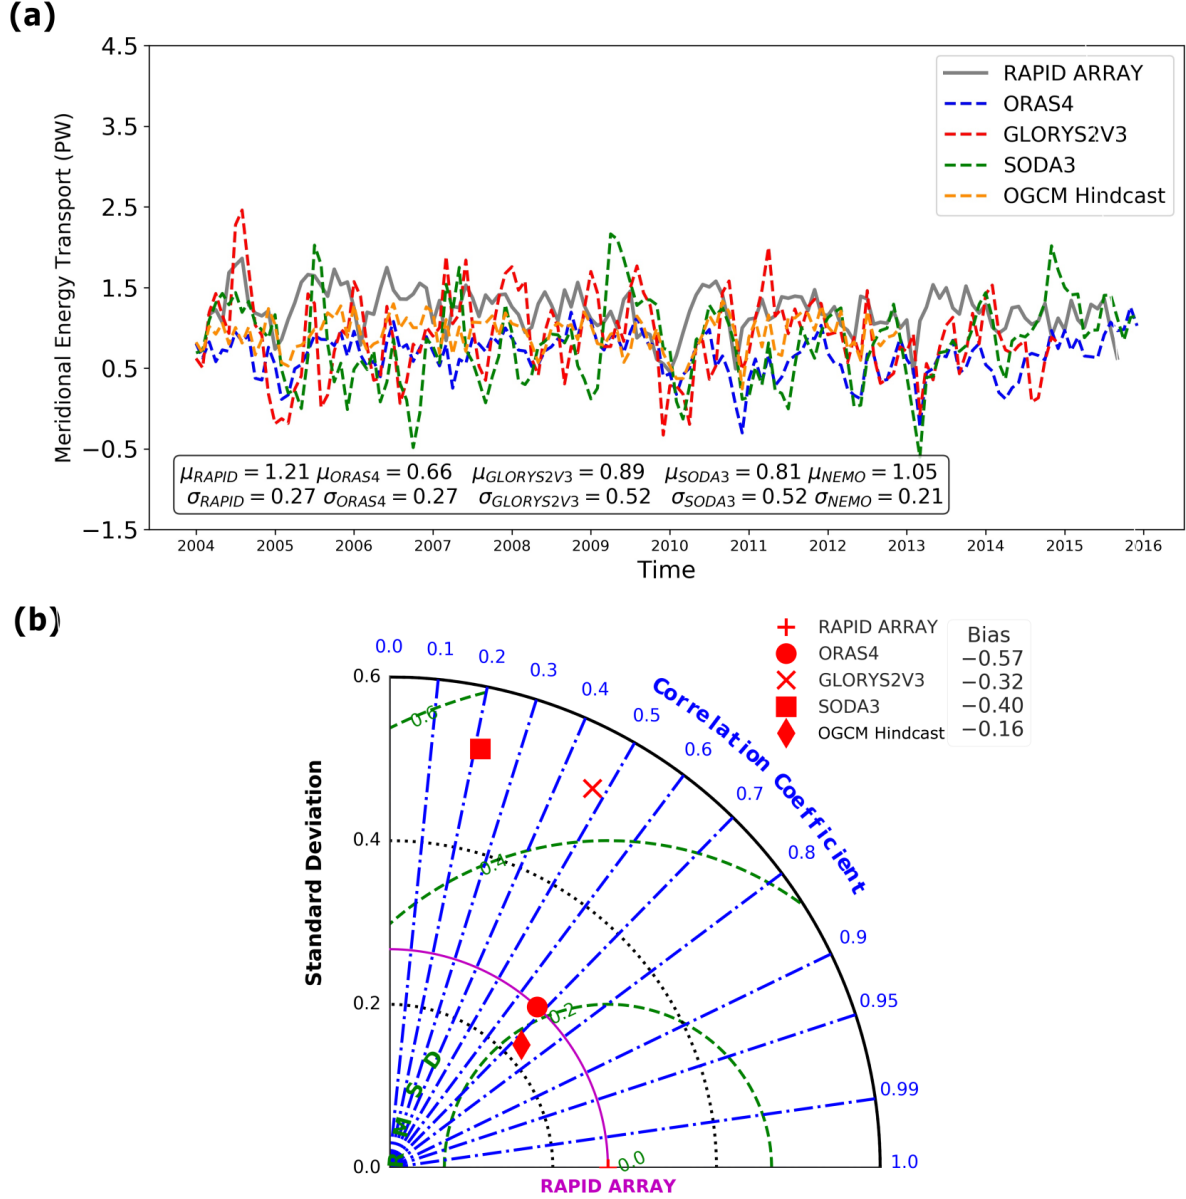 (a)
4.5
3.5
2.5
1.5
0.5
−0.5
−1.5
Meridional Energy Transport (PW)
RAPID ARRAY
ORAS4
GLORYS2V3
SODA3
OGCM Hindcast
μRAPID = 1.21 μORAS4 = 0.66 μGLORYS2V3 = 0.89 μSODA3 = 0.81 μNEMO = 1.05
σRAPID = 0.27 σORAS4 = 0.27 σGLORYS2V3 = 0.52 σSODA3 = 0.52 σNEMO = 0.21
2004 2005 2006 2007 2008 2009 2010 2011 2012 2013 2014 2015 2016
Time
(b)
RAPID ARRAY
ORAS4
GLORYS2V3
SODA3
OGCM Hindcast
Bias
−0.57
−0.32
−0.40
−0.16
0.0 0.1 0.2 0.3 0.4 0.5 0.6 0.7 0.8 0.9 0.95 0.99 1.0
Correlation Coefficient
Standard Deviation
0.6
0.4
0.2
0.0
0.6
0.4
0.2
0.0
RMSD
RAPID ARRAY